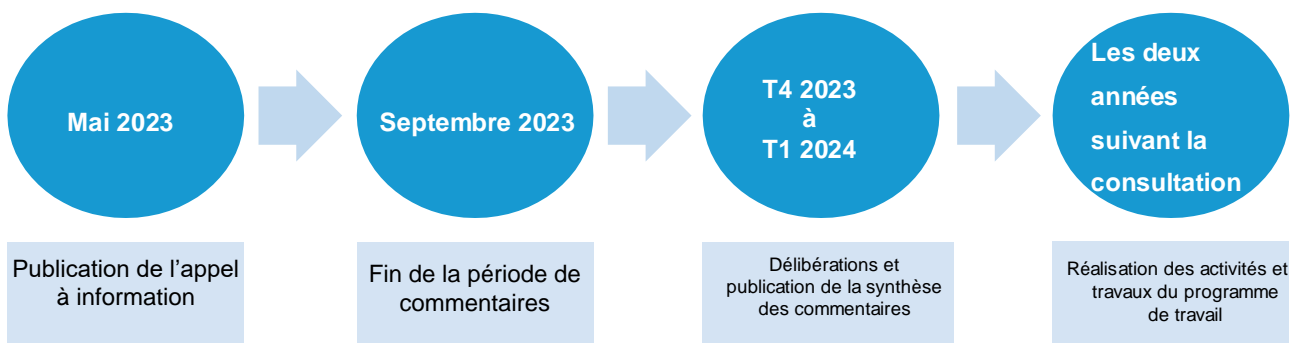 Mai 2023
Publication de l’appel
à information
Septembre 2023
Fin de la période de
commentaires
T4 2023
à
T1 2024
Délibérations et
publication de la synthèse
des commentaires
Les deux
années
suivant la
consultation
Réalisation des activités et
travaux du programme
de travail